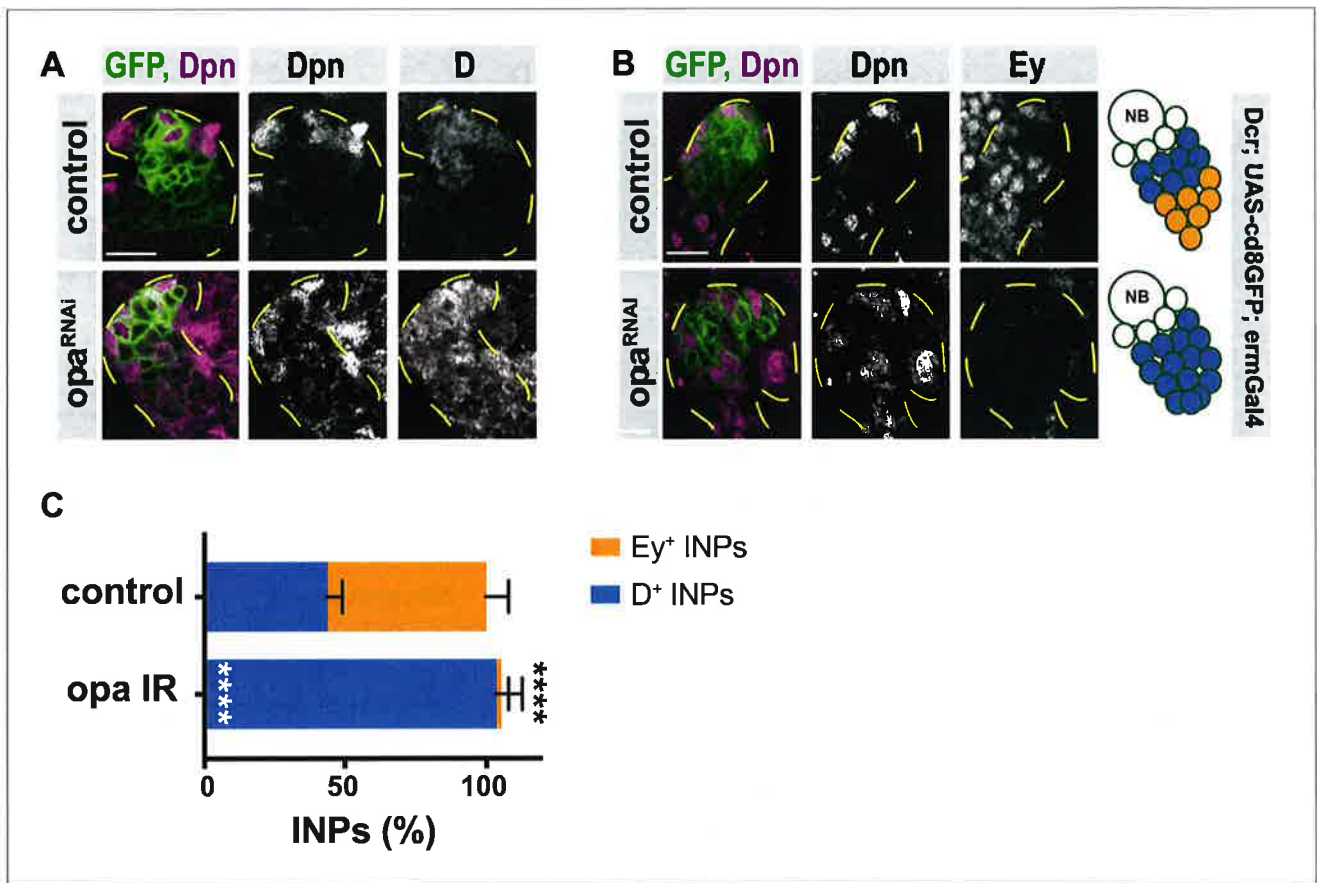 A
GFP, Dpn
Dpn
D
control
opaRNAi
B
GFP, Dpn
Dpn
Ey
control
opaRNAi
NB
NB
Dcr; UAS-cd8GFP; ermGal4
C
control
opa IR
****
****
0
50
100
INPs (%)
Ey+ INPs
D+ INPs